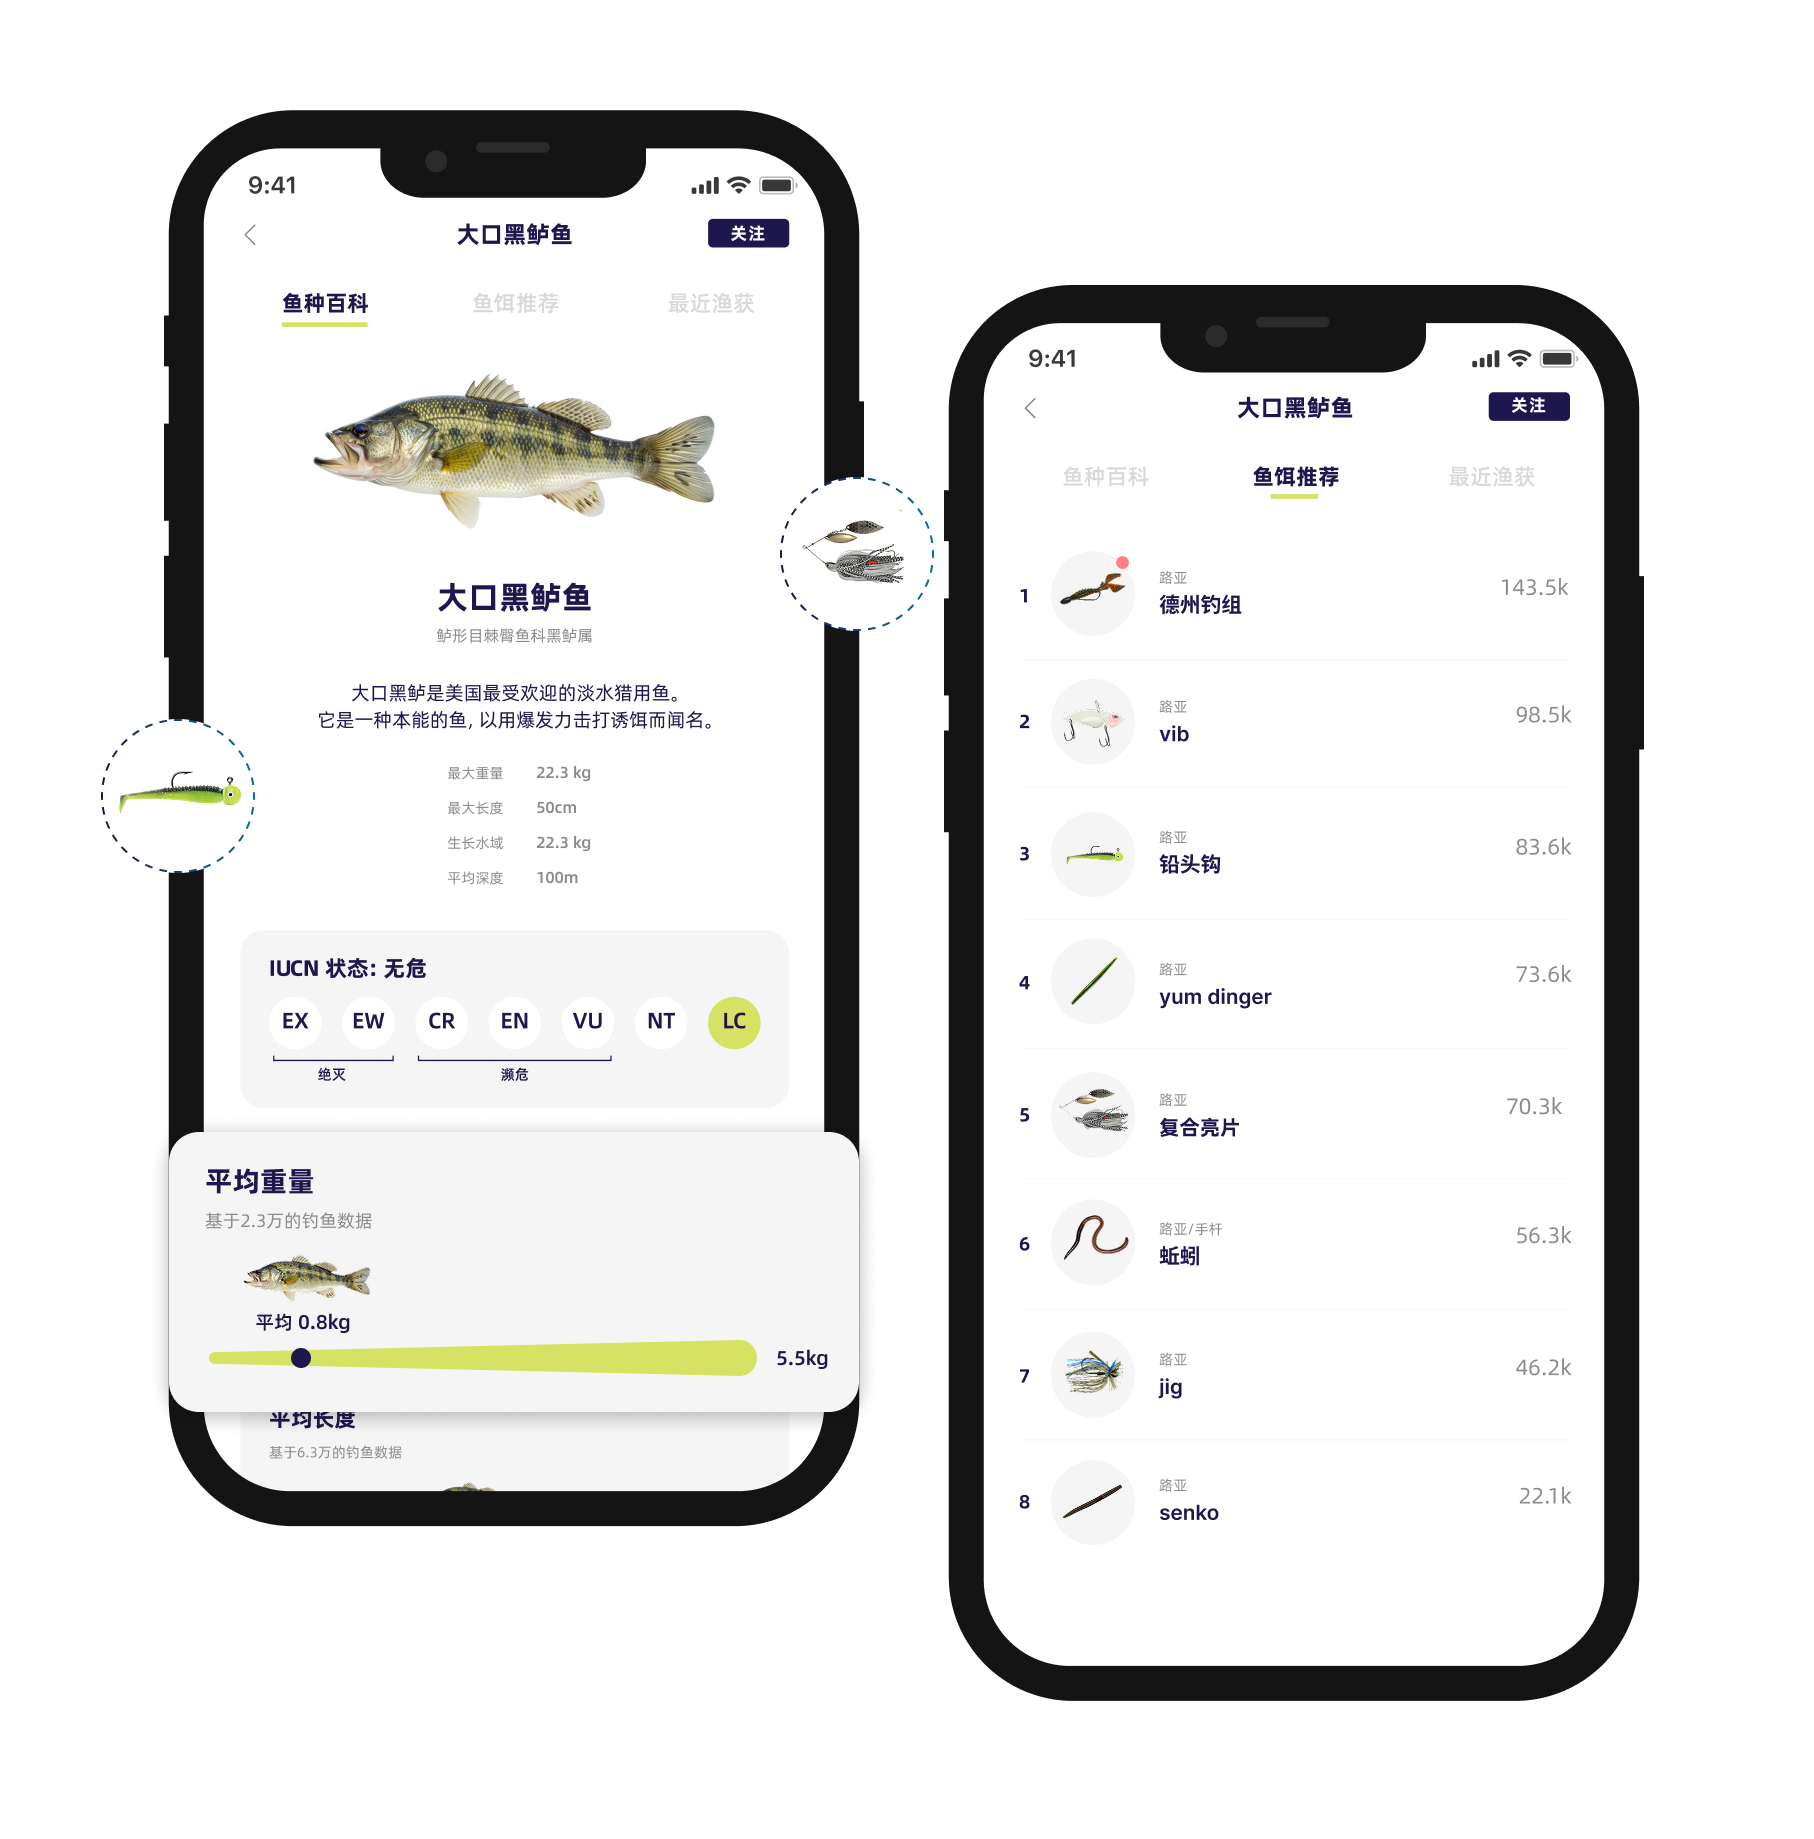 9:41
大口黑鲈鱼
关注
鱼种百科 鱼饵推荐 最近渔获
大口黑鲈鱼
鲈形目棘臀鱼科黑鲈属
大口黑鲈是美国最受欢迎的淡水猎用鱼。
它是一种本能的鱼, 以用爆发力击打诱饵而闻名。
最大重量 22.3 kg
最大长度 50cm
生长水域 22.3 kg
平均深度 100m
IUCN 状态: 无危
EX EW CR EN VU NT LC
绝灭 濒危
平均重量
基于2.3万的钓鱼数据
平均 0.8kg
5.5kg
平均长度
基于6.3万的钓鱼数据
9:41
大口黑鲈鱼
关注
鱼种百科 鱼饵推荐 最近渔获
1 路亚 143.5k
德州钓组
2 路亚 98.5k
vib
3 路亚 83.6k
铅头钩
4 路亚 73.6k
yum dinger
5 路亚 70.3k
复合亮片
6 路亚/手杆 56.3k
蚯蚓
7 路亚 46.2k
jig
8 路亚 22.1k
senko